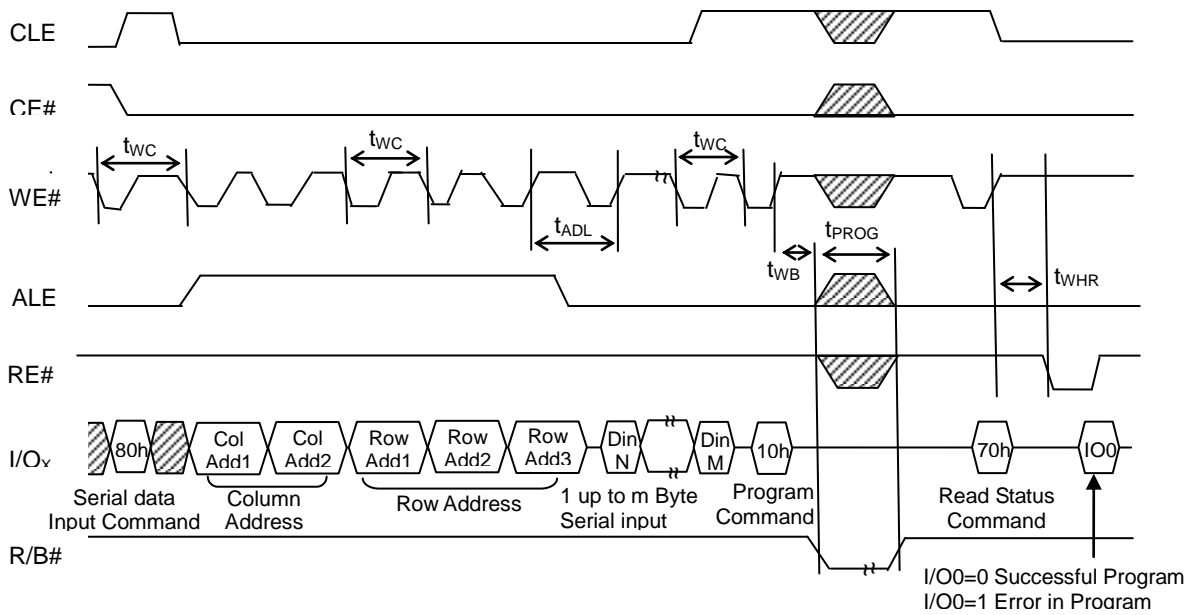 CLE
CE#
tWC
tWC
tWC
WE#
tADL
tWB
tPROG
tWHR
ALE
RE#
I/Ox
80h
Col Add1
Col Add2
Row Add1
Row Add2
Row Add3
Din N
Din M
10h
70h
IO0
Serial data
Input Command
Column
Address
Row Address
1 up to m Byte
Serial input
Program
Command
Read Status
Command
R/B#
I/O0=0 Successful Program
I/O0=1 Error in Program